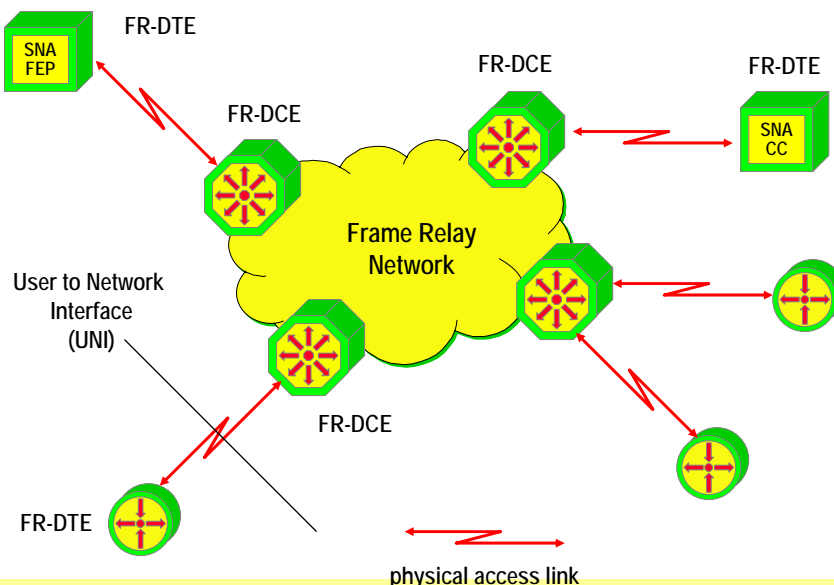 FR-DTE
SNA
FEP
FR-DCE
FR-DTE
FR-DCE
SNA
CC
Frame Relay
Network
User to Network
Interface
(UNI)
FR-DCE
FR-DTE
physical access link